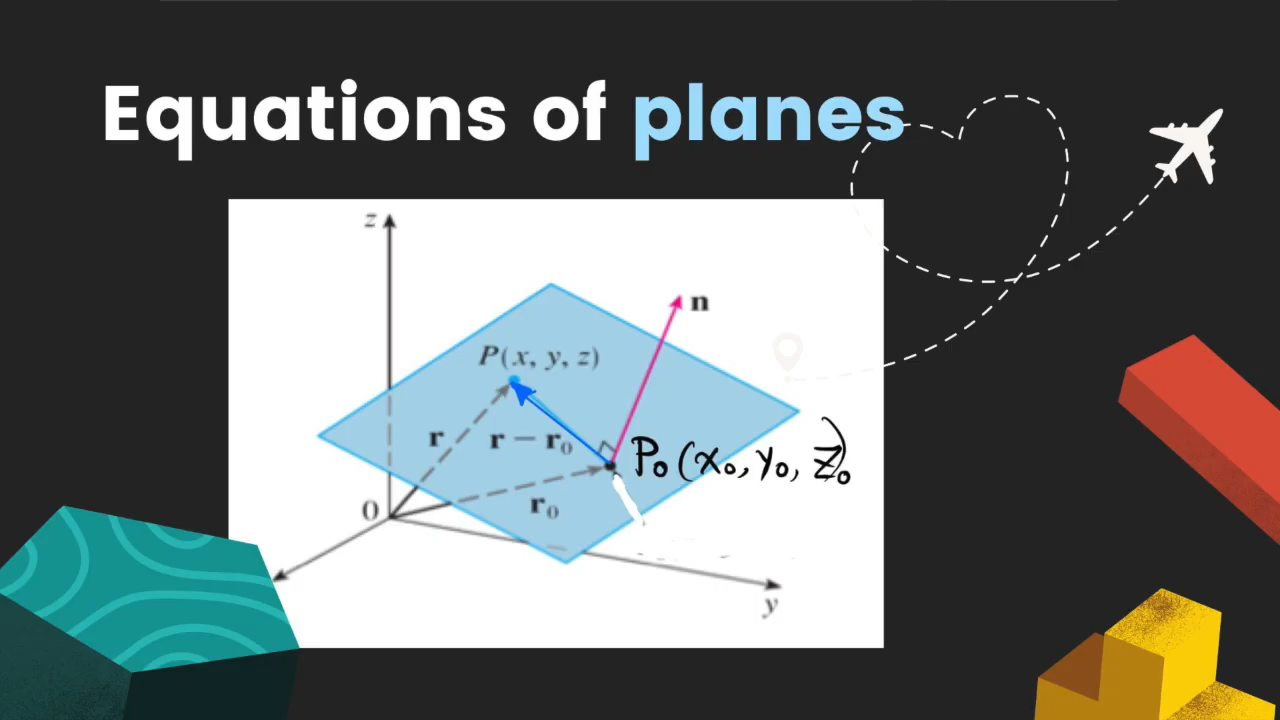 Equations of planes
z
n
P(x, y, z)
r
r − r₀
P₀(x₀, y₀, z₀)
0
r₀
y